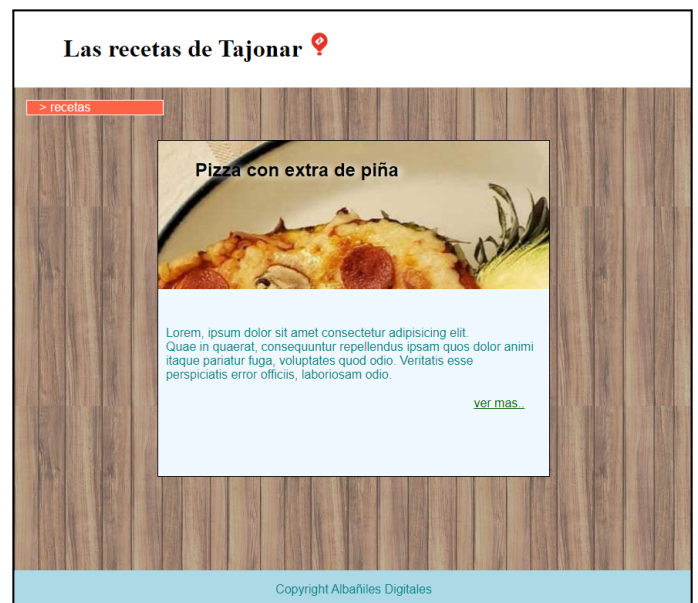 Las recetas de Tajonar
> recetas
Pizza con extra de piña
Lorem, ipsum dolor sit amet consectetur adipisicing elit.
Quae in quaerat, consequuntur repellendus ipsam quos dolor animi
itaque pariatur fuga, voluptates quod odio. Veritatis esse
perspiciatis error officiis, laboriosam odio.
ver mas..
Copyright Albañiles Digitales